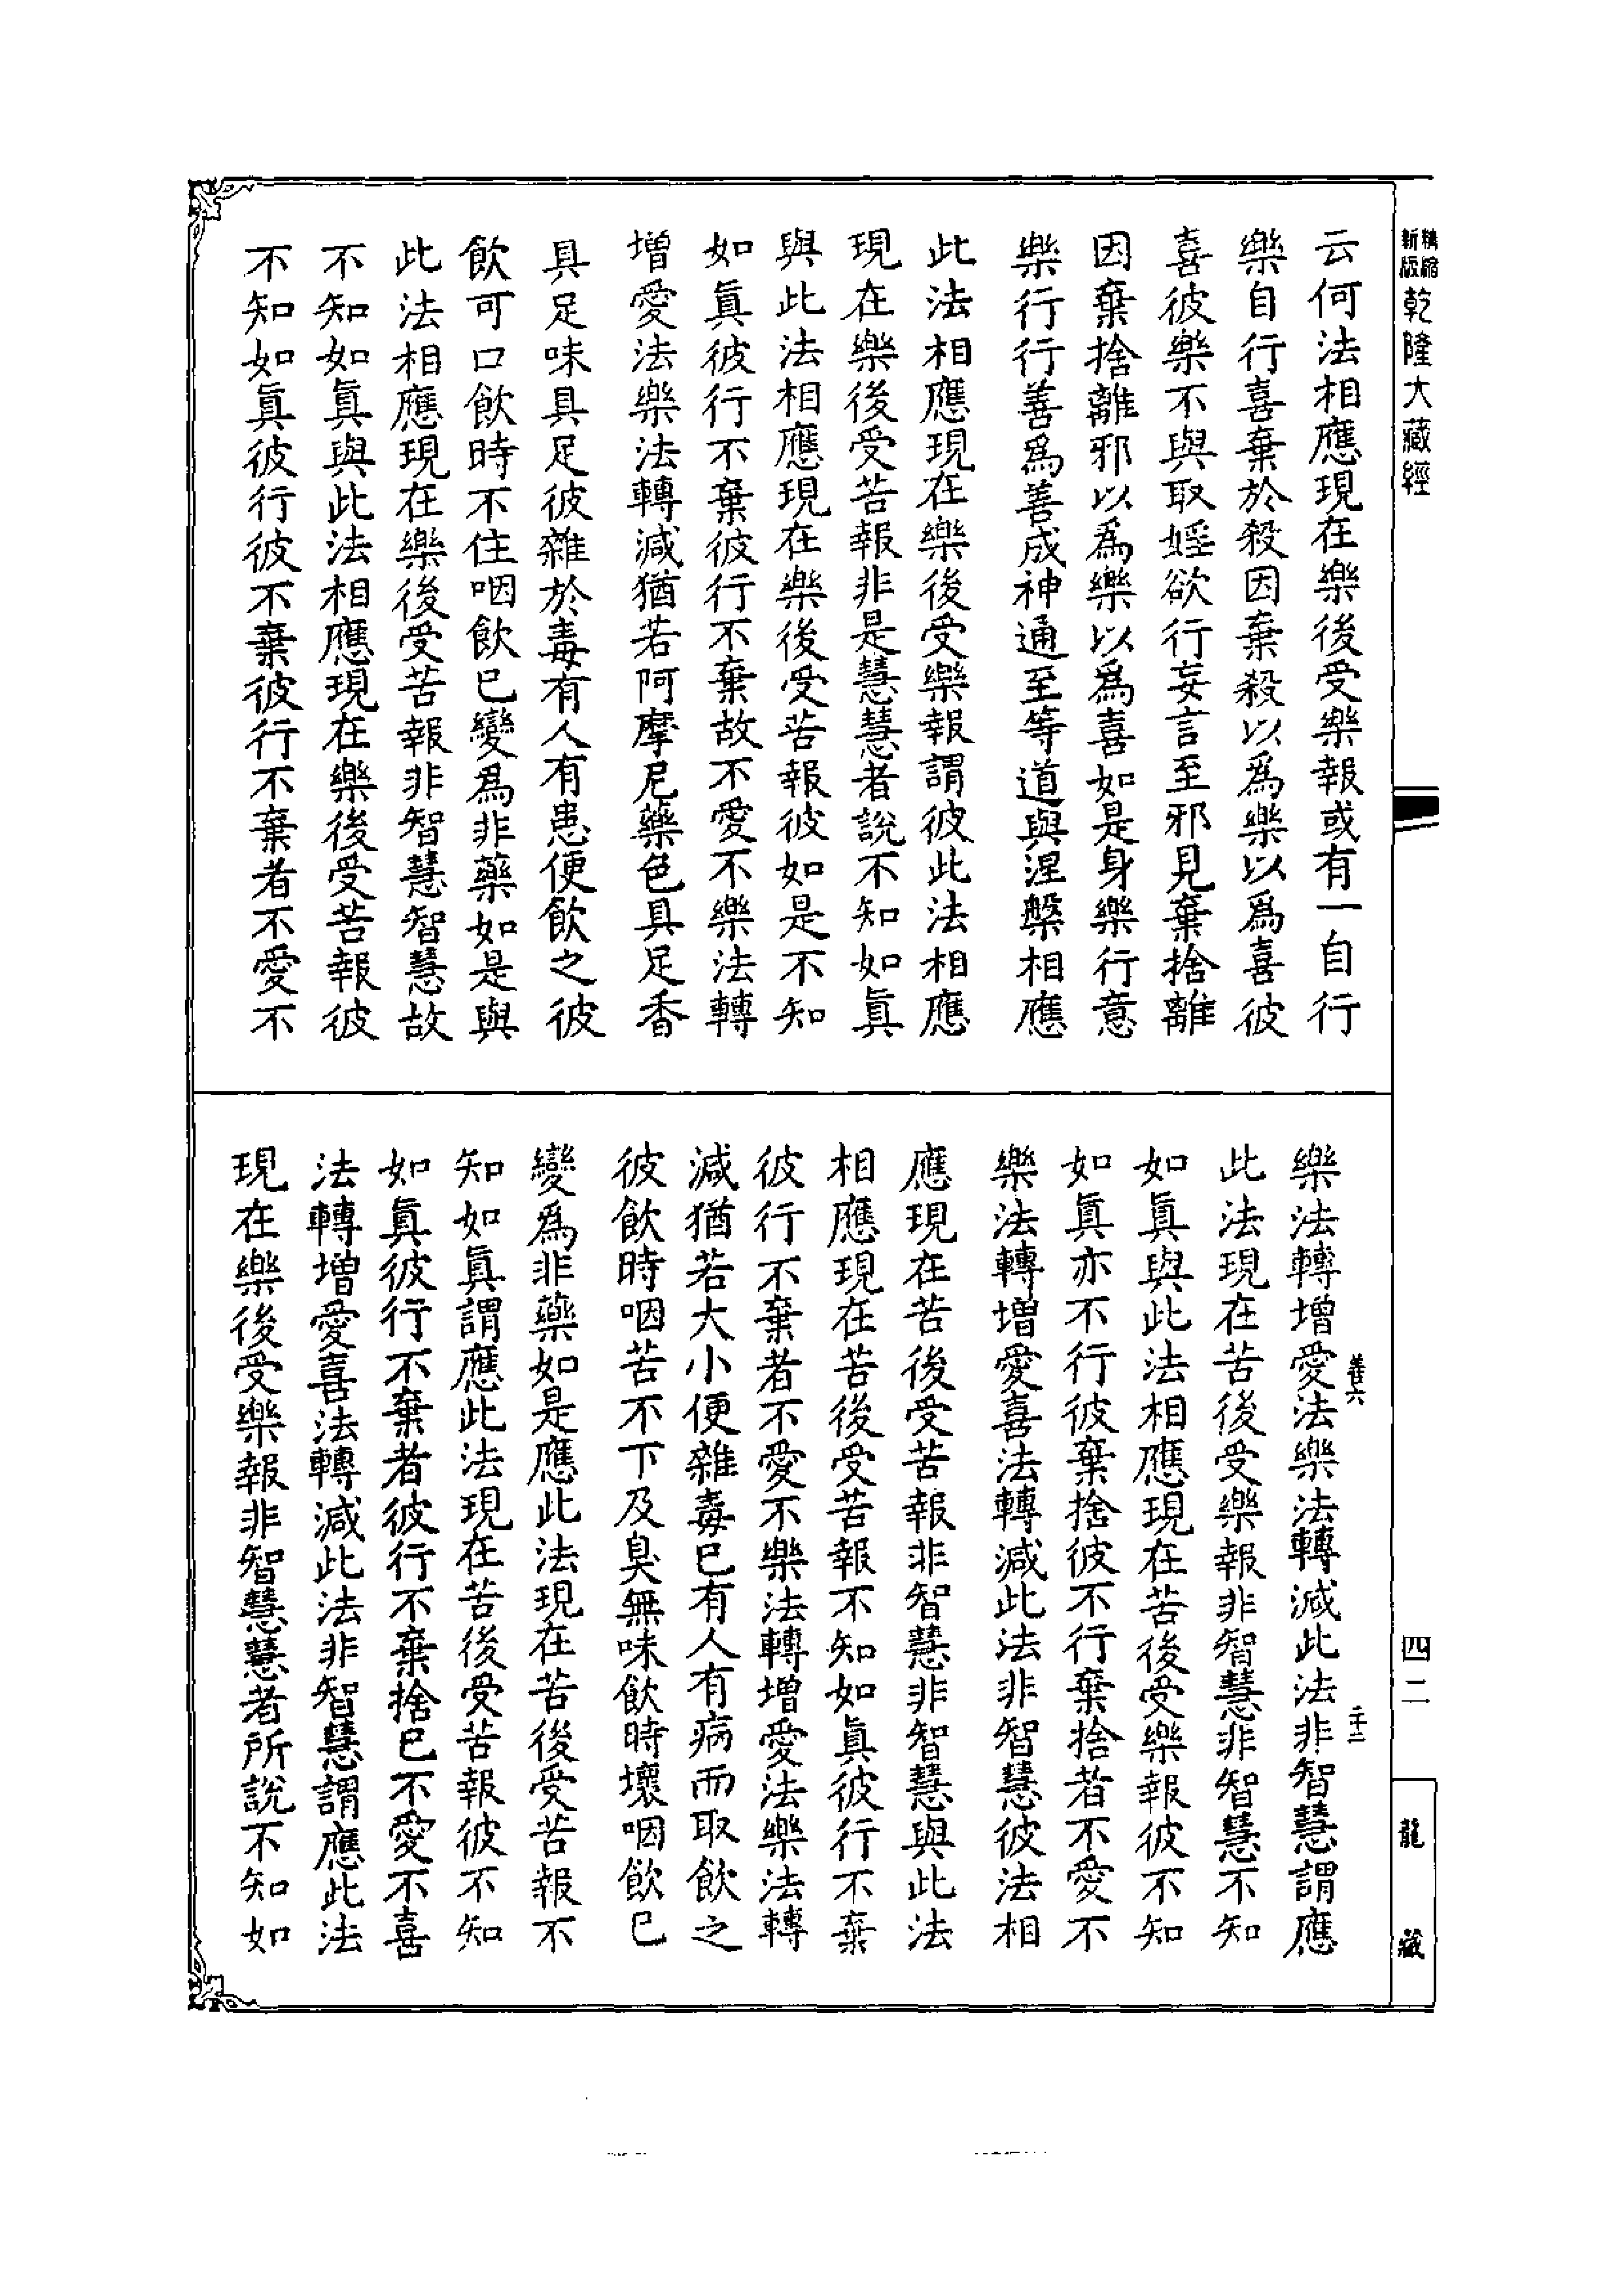 精縮新版 乾隆大藏經
云何法相應現在樂後受樂報或有一自行
樂自行喜棄於殺因棄殺以爲樂以爲喜彼
喜彼樂不與取婬欲行妄言至邪見棄捨離
因棄捨離邪以爲樂以爲喜如是身樂行意
樂行行善爲善成神通至等道與涅槃相應
此法相應現在樂後受樂報謂彼此法相應
現在樂後受苦報非是慧慧者說不知如眞
與此法相應現在樂後受苦報彼如是不知
如眞彼行不棄彼行不棄故不愛不樂法轉
增愛法樂法轉減猶若阿摩尼藥色具足香
具足味具足彼雜於毒有人有患便飲之彼
飲可口飲時不住咽飲已變爲非藥如是與
此法相應現在樂後受苦報非智慧智慧故
不知如眞與此法相應現在樂後受苦報彼
不知如眞彼行彼不棄彼行不棄者不愛不
卷六 二十三
樂法轉增愛法樂法轉減此法非智慧謂應
此法現在苦後受樂報非智慧非智慧不知
如眞與此法相應現在苦後受樂報彼不知
如眞亦不行彼棄捨彼不行棄捨者不愛不
樂法轉增愛喜法轉減此法非智慧彼法相
應現在苦後受苦報非智慧非智慧與此法
相應現在苦後受苦報不知如眞彼行不棄
彼行不棄者不愛不樂法轉增愛法樂法轉
減猶若大小便雜毒已有人有病而取飲之
彼飲時咽苦不下及臭無味飲時壞咽飲已
變爲非藥如是應此法現在苦後受苦報不
知如眞謂應此法現在苦後受苦報彼不知
如眞彼行不棄者彼行不棄捨已不愛不喜
法轉增愛喜法轉減此法非智慧謂應此法
現在樂後受樂報非智慧慧者所說不知如
四二
龍藏